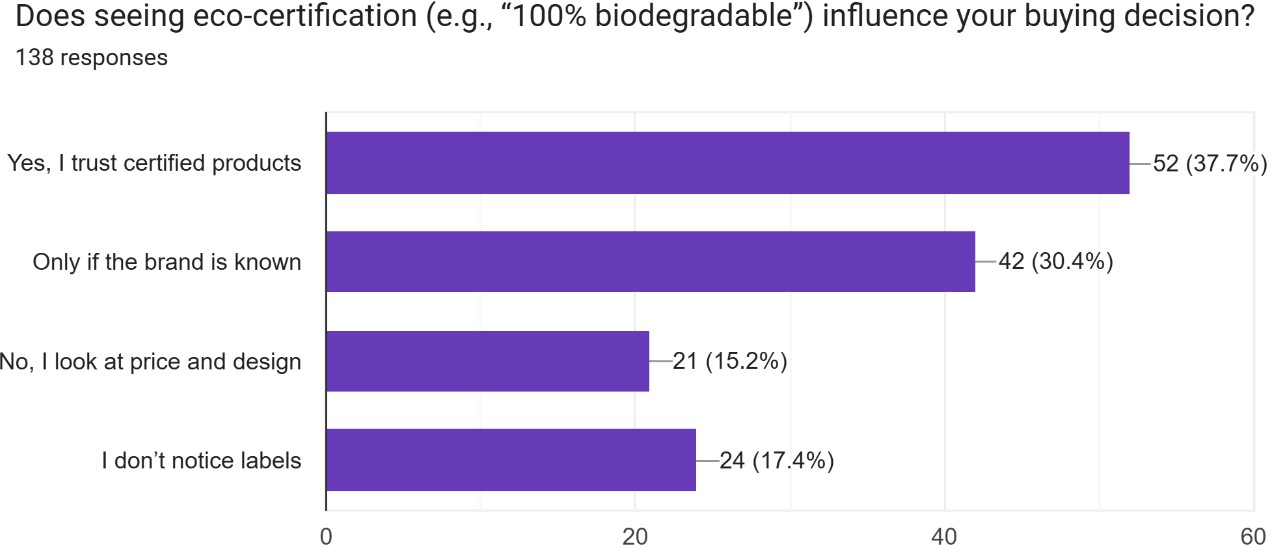 Does seeing eco-certification (e.g., “100% biodegradable”) influence your buying decision?
138 responses
Yes, I trust certified products
52 (37.7%)
Only if the brand is known
42 (30.4%)
No, I look at price and design
21 (15.2%)
I don’t notice labels
24 (17.4%)
0 20 40 60